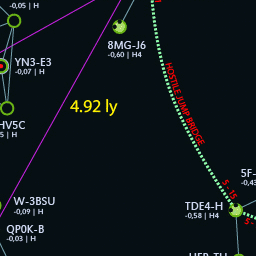 -0,05 | H
8MG-J6
-0,60 | H4
YN3-E3
-0,07 | H
4.92 ly
HOSTILE JUMP BRIDGE
HV5C
| H
5-15
5F-
-0,43
W-3BSU
-0,09 | H
TDE4-H
-0,58 | H4
QP0K-B
-0,03 | H